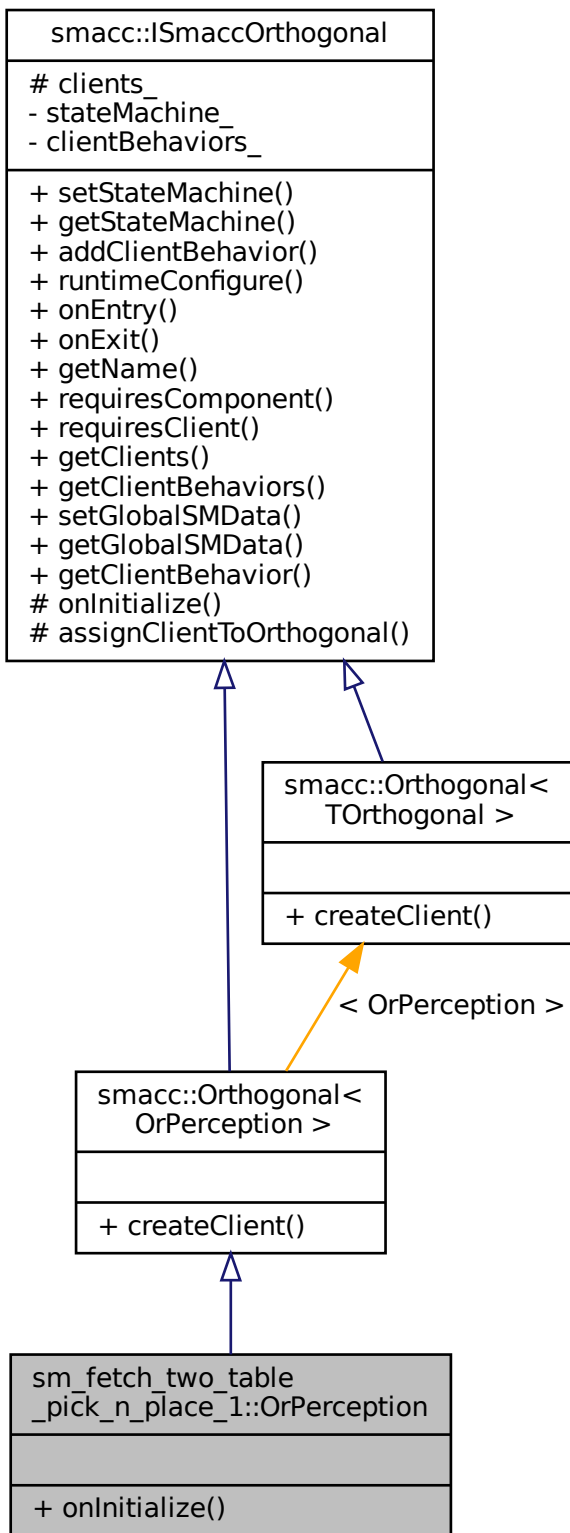 smacc::ISmaccOrthogonal
# clients_
- stateMachine_
- clientBehaviors_
+ setStateMachine()
+ getStateMachine()
+ addClientBehavior()
+ runtimeConfigure()
+ onEntry()
+ onExit()
+ getName()
+ requiresComponent()
+ requiresClient()
+ getClients()
+ getClientBehaviors()
+ setGlobalSMData()
+ getGlobalSMData()
+ getClientBehavior()
# onInitialize()
# assignClientToOrthogonal()
smacc::Orthogonal<
TOrthogonal >
+ createClient()
< OrPerception >
smacc::Orthogonal<
OrPerception >
+ createClient()
sm_fetch_two_table
_pick_n_place_1::OrPerception
+ onInitialize()